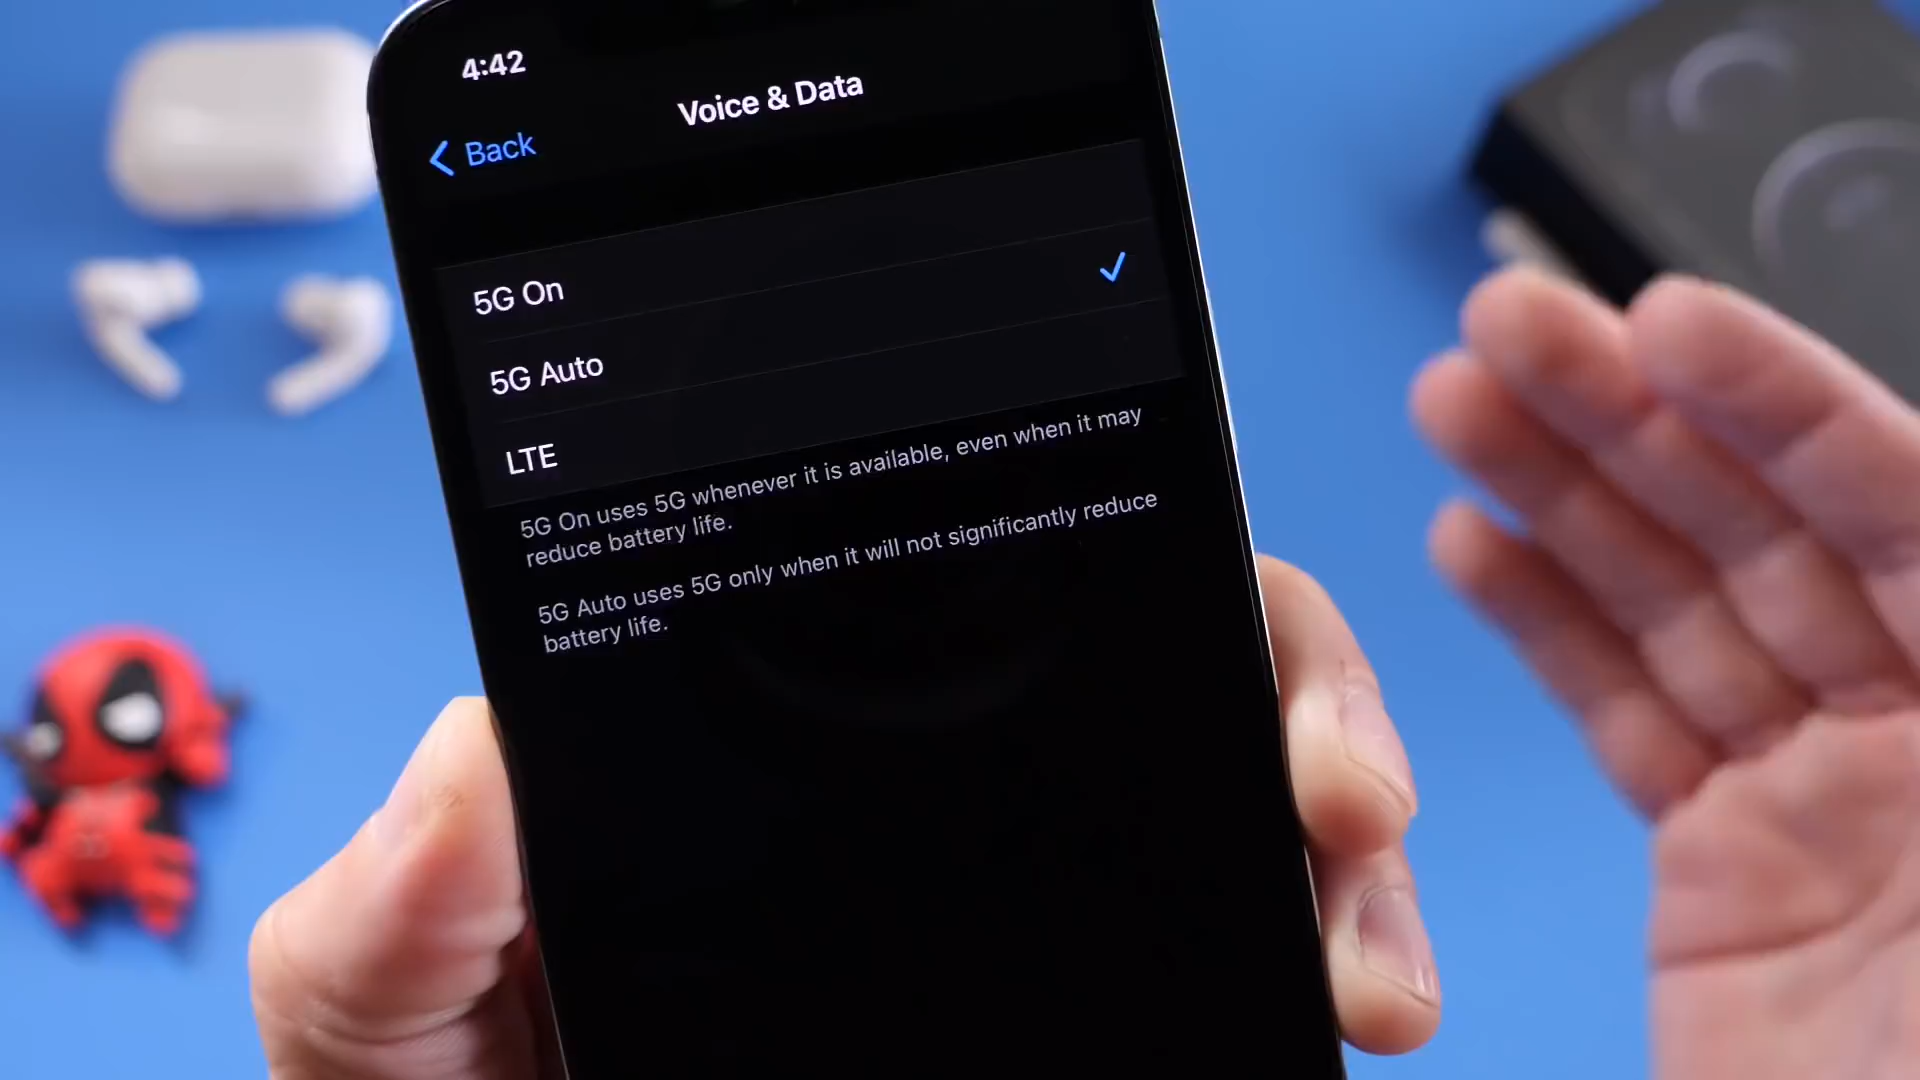 4:42
Voice & Data
Back
5G On
5G Auto
LTE
5G On uses 5G whenever it is available, even when it may
reduce battery life.
5G Auto uses 5G only when it will not significantly reduce
battery life.